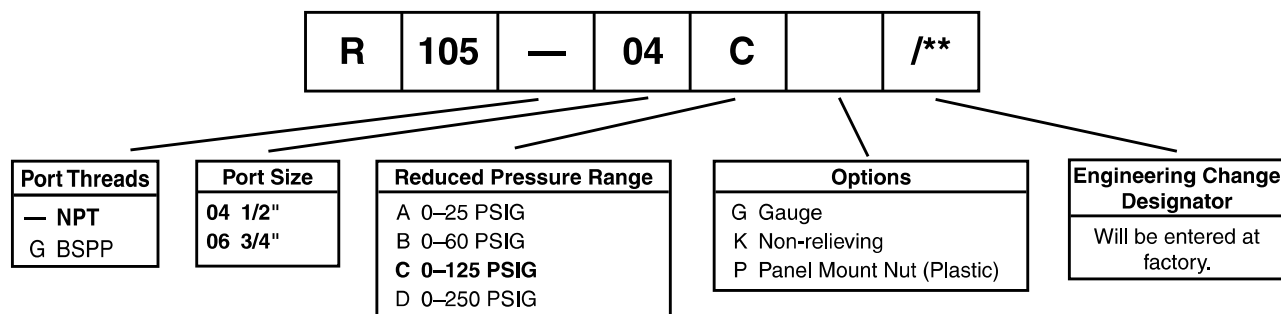 R 105 — 04 C /**
Port Threads
— NPT
G BSPP
Port Size
04 1/2"
06 3/4"
Reduced Pressure Range
A 0–25 PSIG
B 0–60 PSIG
C 0–125 PSIG
D 0–250 PSIG
Options
G Gauge
K Non-relieving
P Panel Mount Nut (Plastic)
Engineering Change
Designator
Will be entered at
factory.